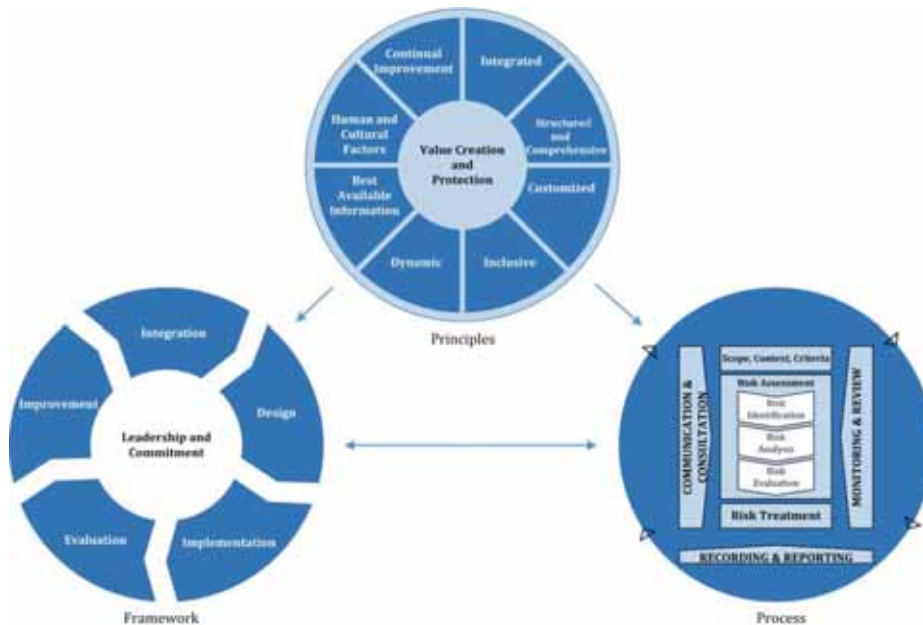 Continual
Improvement
Integrated
Human and
Cultural
Factors
Structured and
Comprehensive
Value Creation
and
Protection
Best
Available
Information
Customized
Dynamic
Inclusive
Principles
Integration
Improvement
Design
Leadership and
Commitment
Evaluation
Implementation
Framework
Scope, Context, Criteria
Risk Assessment
Risk
Identification
Risk
Analysis
Risk
Evaluation
Risk Treatment
COMMUNICATION &
CONSULTATION
MONITORING & REVIEW
RECORDING & REPORTING
Process